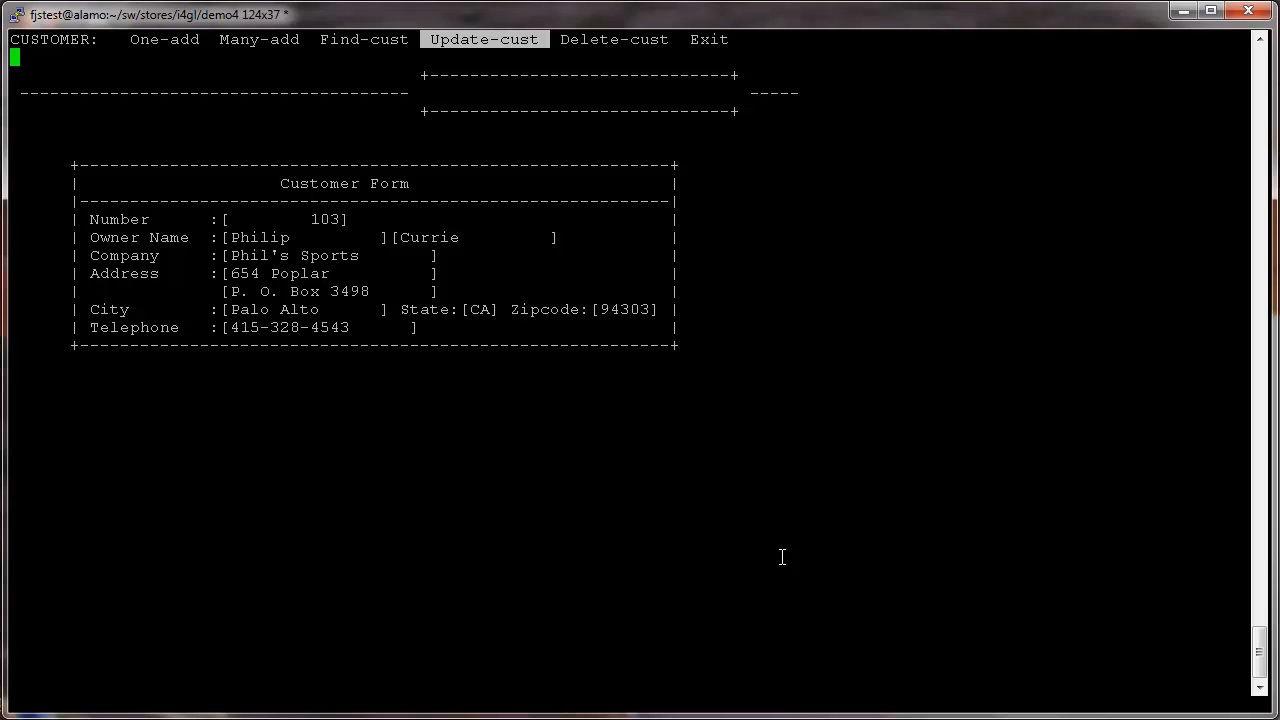 fjstest@alamo:~/sw/stores/i4gl/demo4 124x37 *
CUSTOMER: One-add Many-add Find-cust Update-cust Delete-cust Exit
+------------------------------+
--------------------------------------- -----
+------------------------------+
+-----------------------------------------------------------+
| Customer Form |
|-----------------------------------------------------------|
| Number :[ 103] |
| Owner Name :[Philip ][Currie ] |
| Company :[Phil's Sports ] |
| Address :[654 Poplar ] |
| [P. O. Box 3498 ] |
| City :[Palo Alto ] State:[CA] Zipcode:[94303] |
| Telephone :[415-328-4543 ] |
+-----------------------------------------------------------+